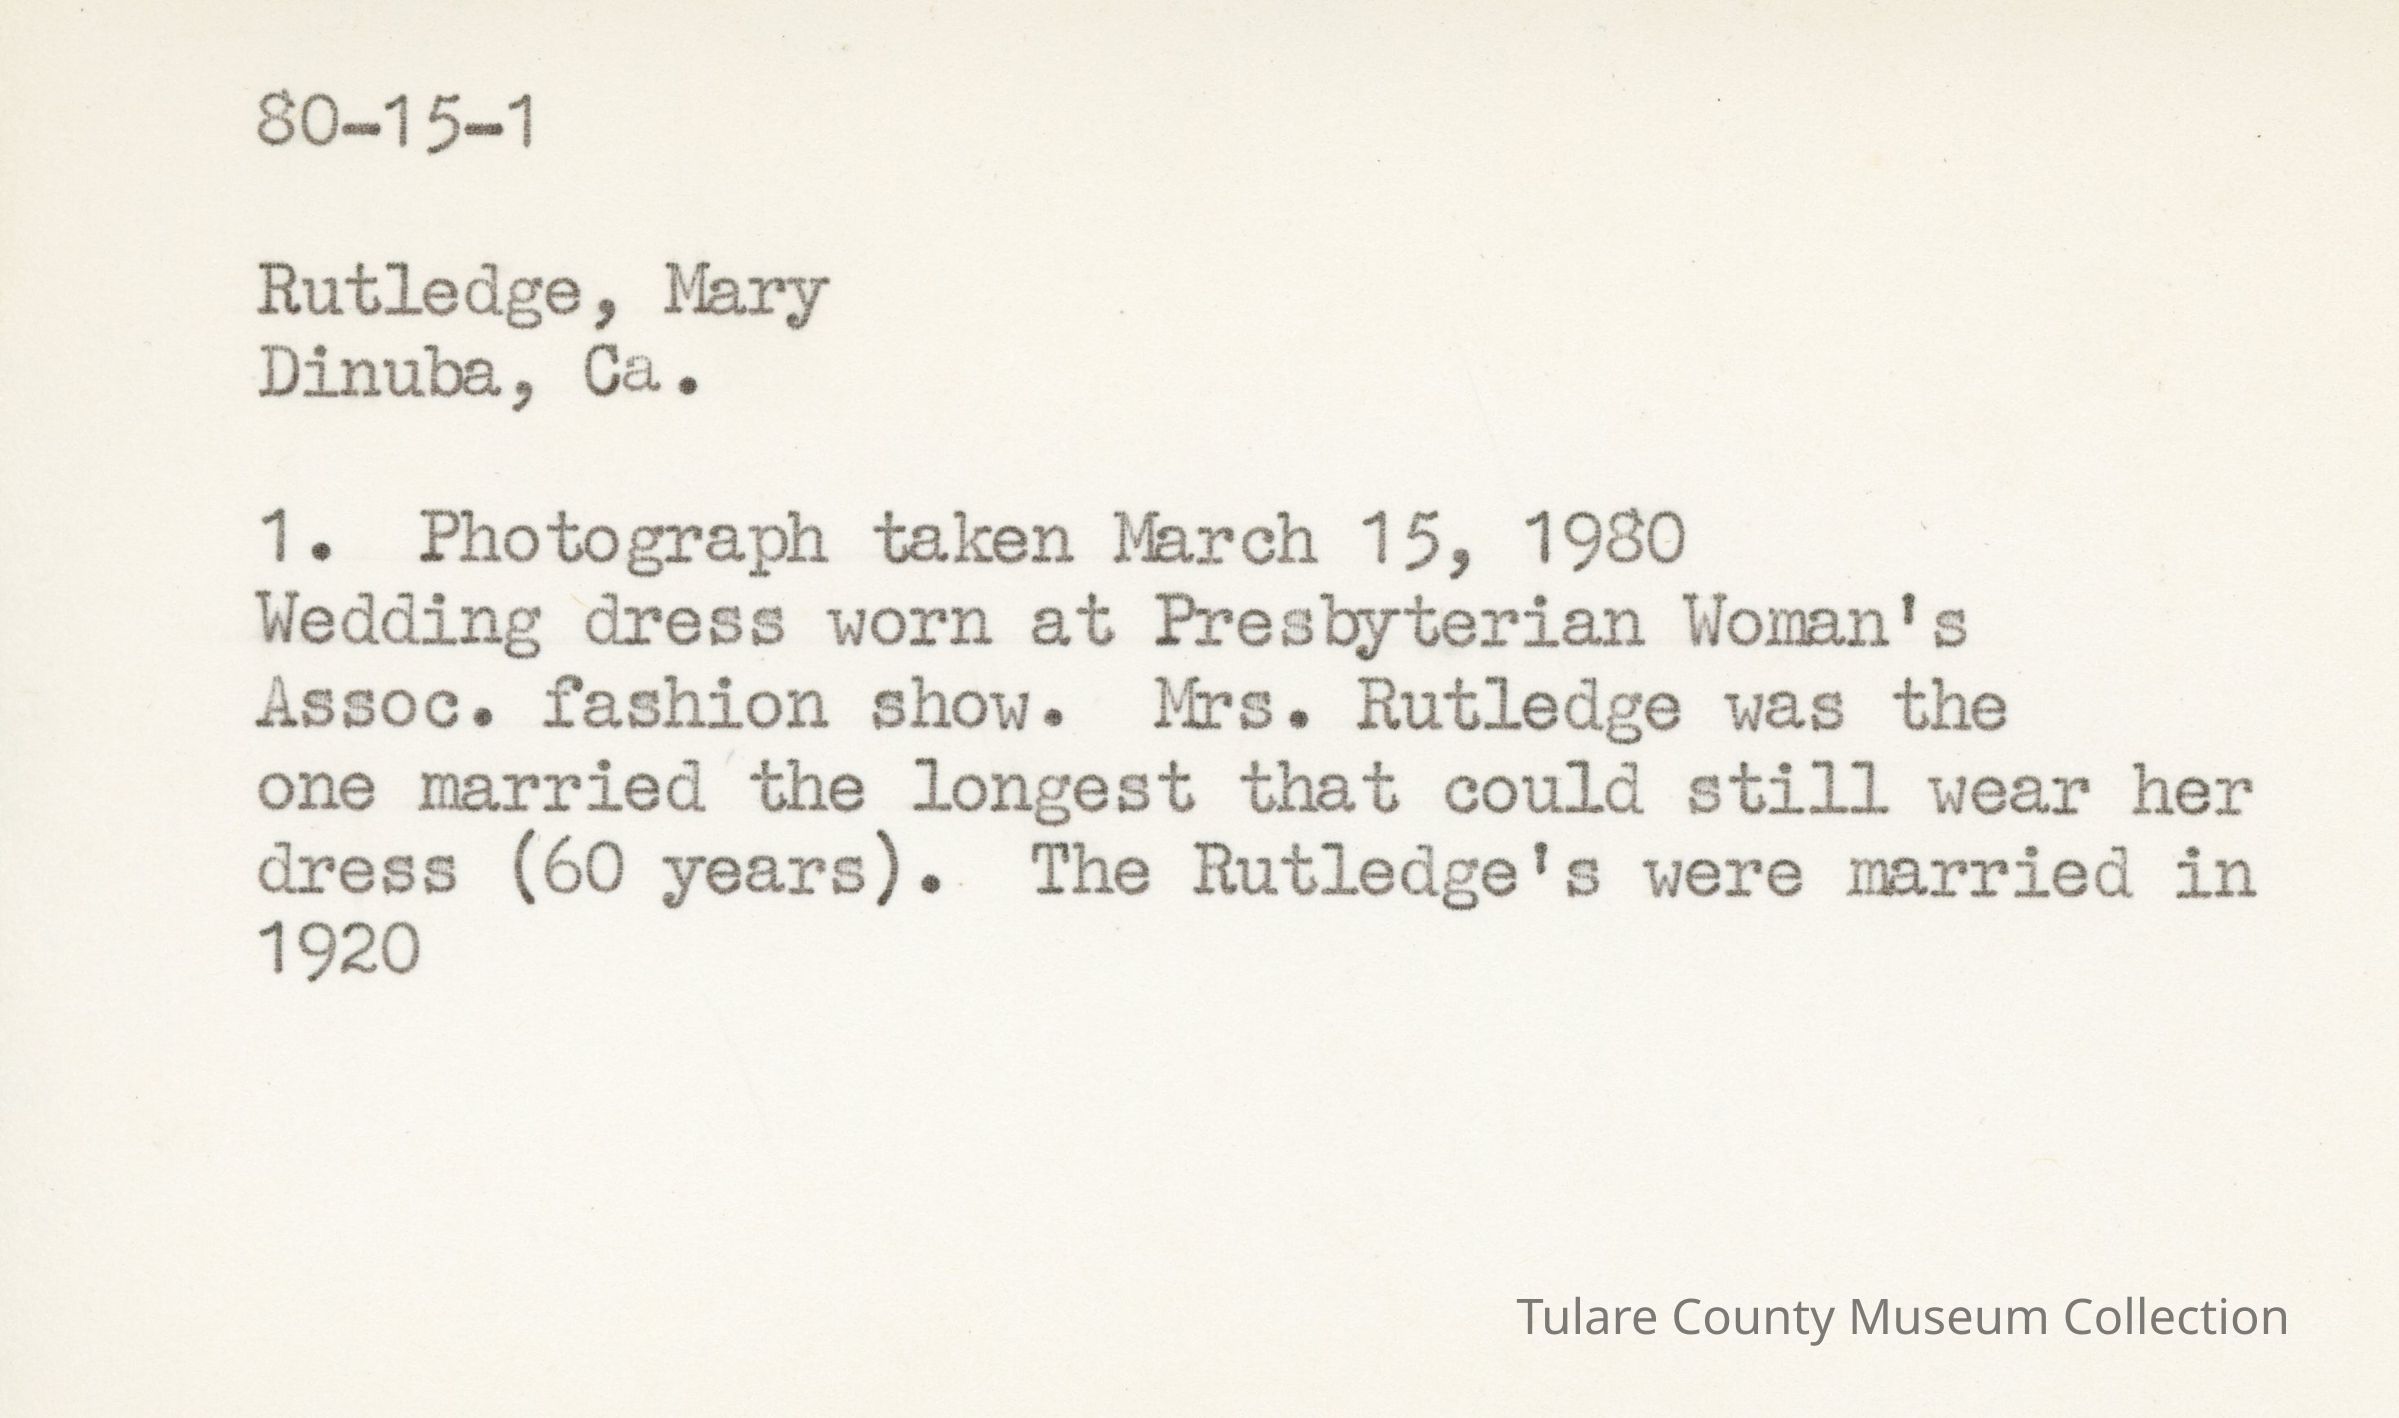 80-15-1
Rutledge, Mary
Dinuba, Ca.
1.  Photograph taken March 15, 1980
Wedding dress worn at Presbyterian Woman's
Assoc. fashion show.  Mrs. Rutledge was the
one married the longest that could still wear her
dress (60 years).  The Rutledge's were married in
1920
Tulare County Museum Collection